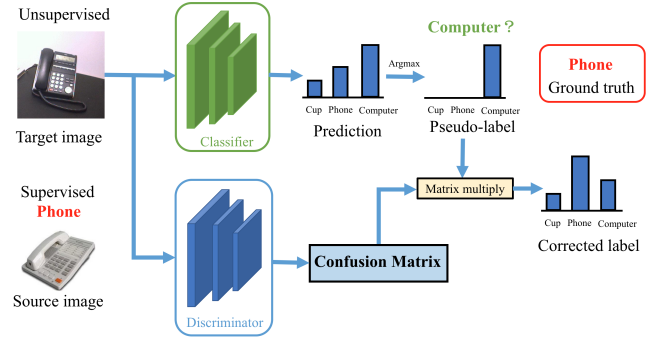 Unsupervised
Target image
Supervised
Phone
Source image
Classifier
Discriminator
Cup Phone Computer
Prediction
Argmax
Computer ?
Cup Phone Computer
Pseudo-label
Phone
Ground truth
Matrix multiply
Confusion Matrix
Cup Phone Computer
Corrected label